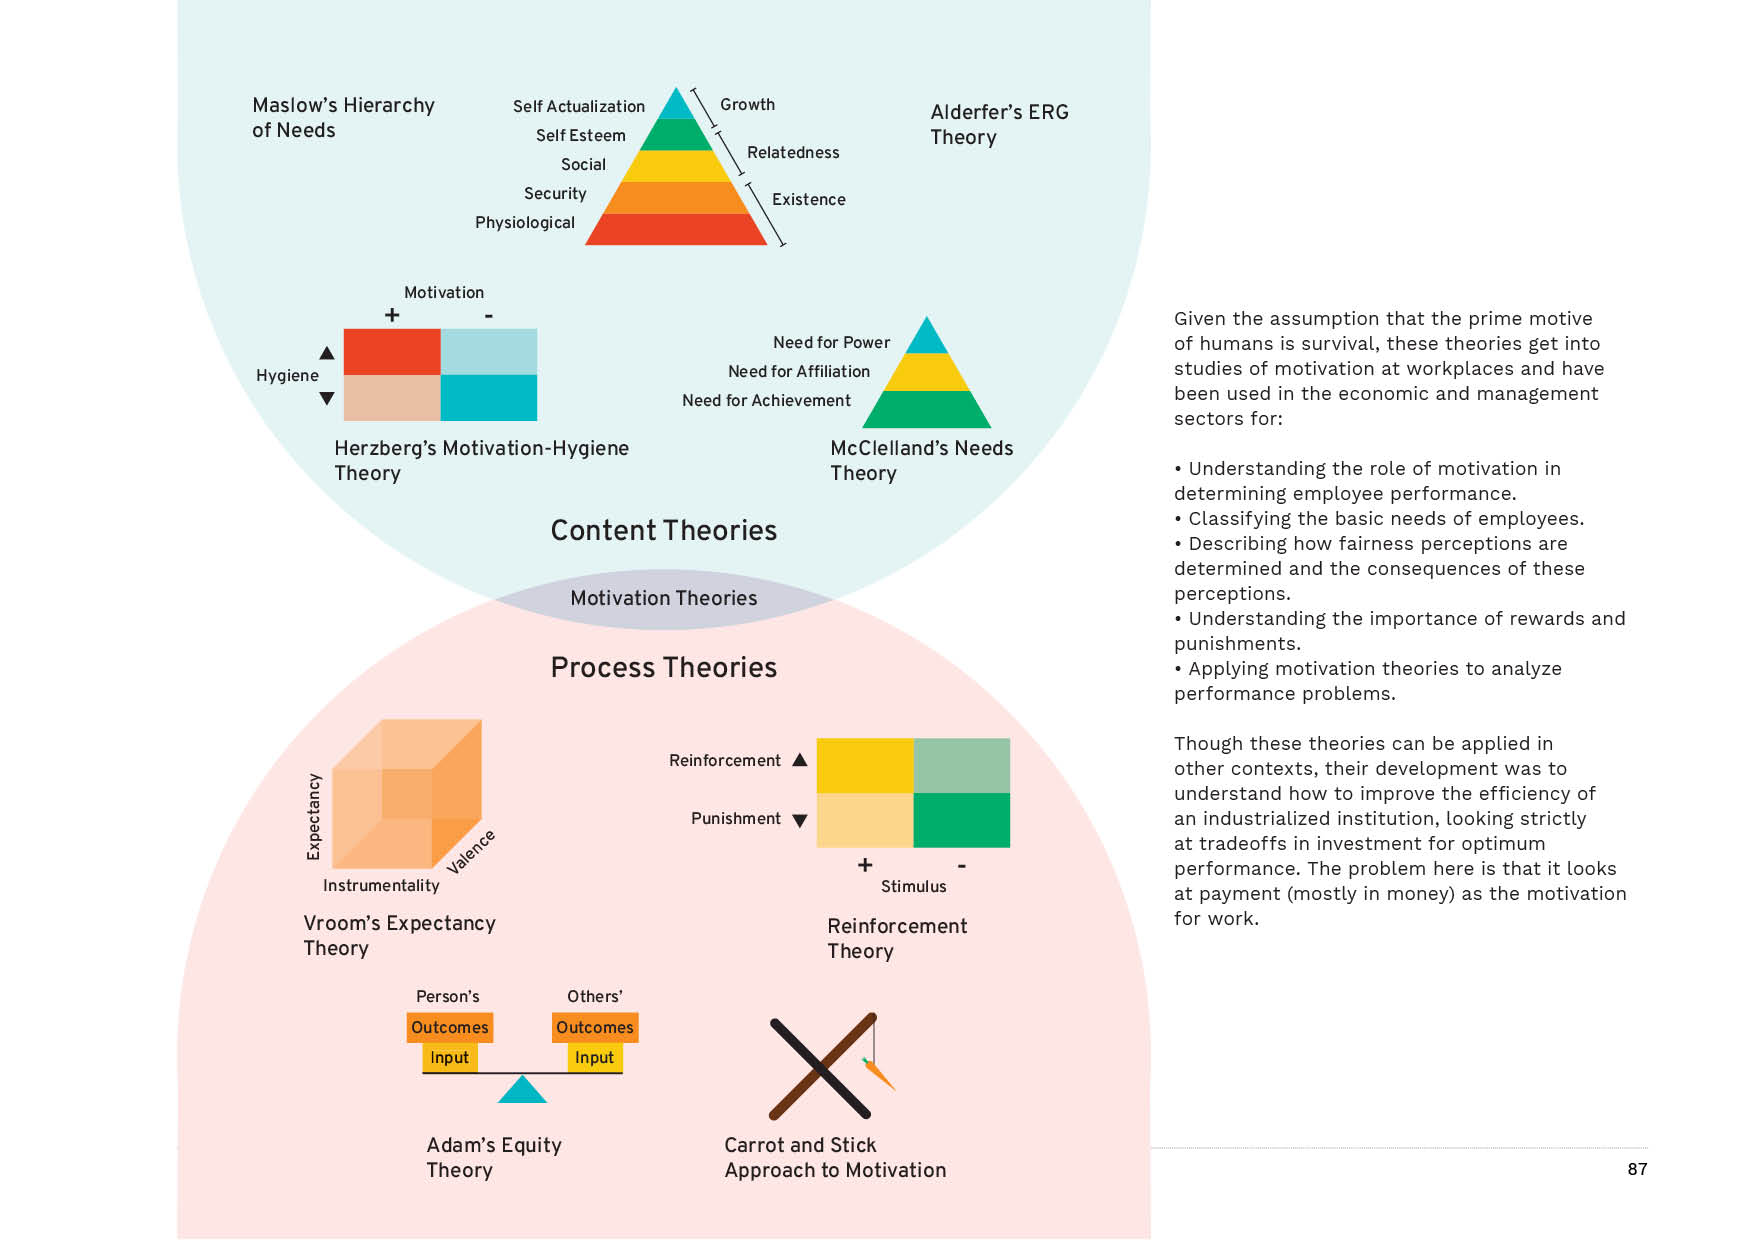 Maslow's Hierarchy
of Needs
Self Actualization
Self Esteem
Social
Security
Physiological
Growth
Relatedness
Existence
Alderfer's ERG
Theory
Motivation
+ -
Hygiene
Herzberg's Motivation-Hygiene
Theory
Need for Power
Need for Affiliation
Need for Achievement
McClelland's Needs
Theory
Content Theories
Motivation Theories
Process Theories
Expectancy
Instrumentality
Valence
Vroom's Expectancy
Theory
Reinforcement
Punishment
+ -
Stimulus
Reinforcement
Theory
Person's
Outcomes
Input
Others'
Outcomes
Input
Adam's Equity
Theory
Carrot and Stick
Approach to Motivation
Given the assumption that the prime motive
of humans is survival, these theories get into
studies of motivation at workplaces and have
been used in the economic and management
sectors for:
• Understanding the role of motivation in
determining employee performance.
• Classifying the basic needs of employees.
• Describing how fairness perceptions are
determined and the consequences of these
perceptions.
• Understanding the importance of rewards and
punishments.
• Applying motivation theories to analyze
performance problems.
Though these theories can be applied in
other contexts, their development was to
understand how to improve the efficiency of
an industrialized institution, looking strictly
at tradeoffs in investment for optimum
performance. The problem here is that it looks
at payment (mostly in money) as the motivation
for work.
87